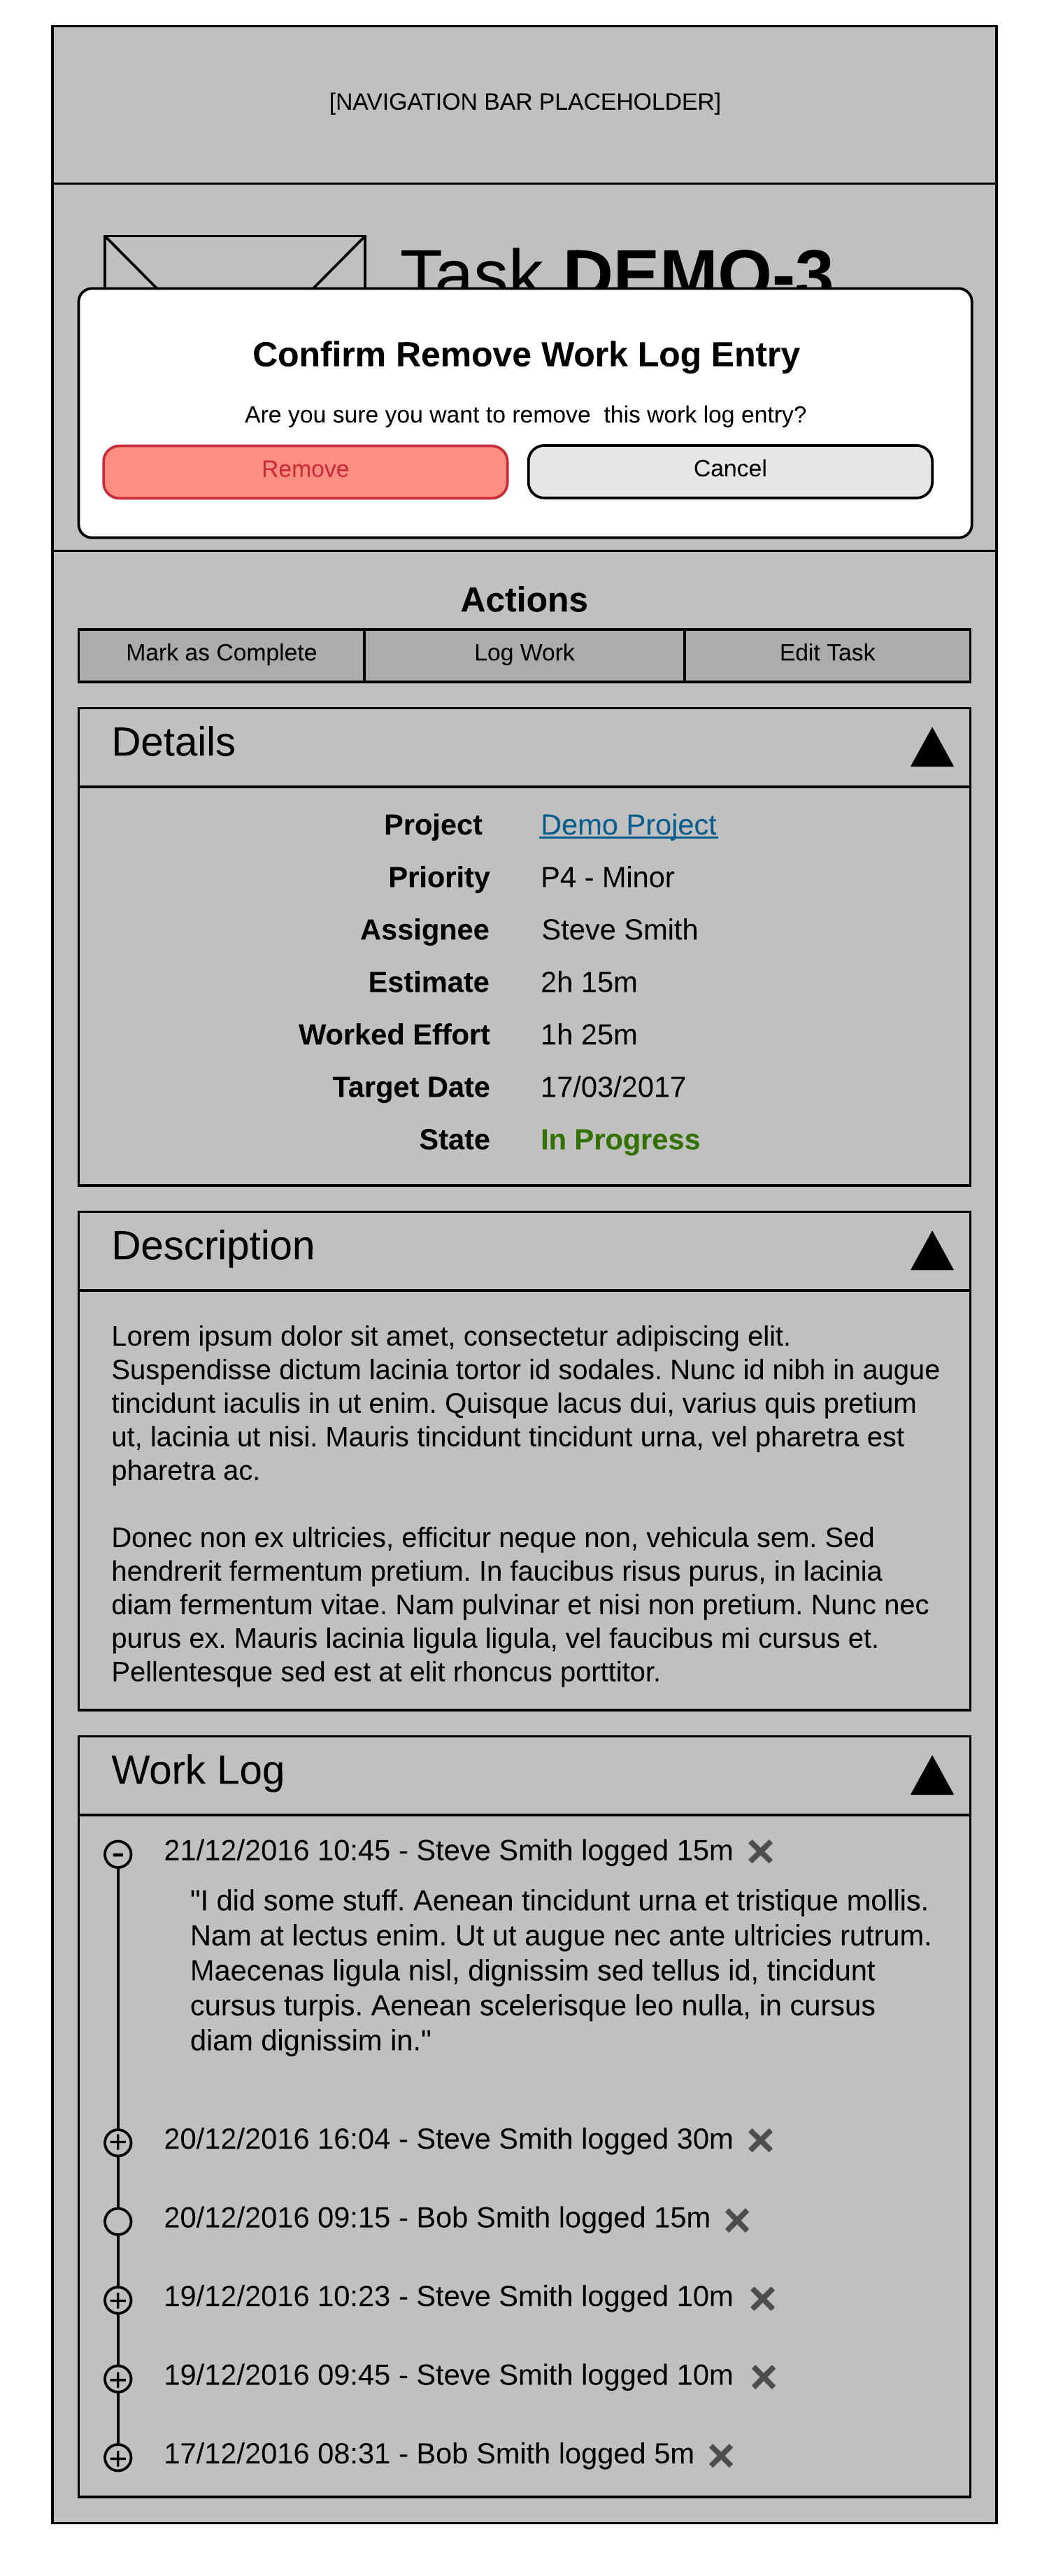 [NAVIGATION BAR PLACEHOLDER]
Task DEMO-3
Confirm Remove Work Log Entry
Are you sure you want to remove  this work log entry?
Remove
Cancel
Actions
Mark as Complete
Log Work
Edit Task
Details
Project Demo Project
Priority P4 - Minor
Assignee Steve Smith
Estimate 2h 15m
Worked Effort 1h 25m
Target Date 17/03/2017
State In Progress
Description
Lorem ipsum dolor sit amet, consectetur adipiscing elit.
Suspendisse dictum lacinia tortor id sodales. Nunc id nibh in augue
tincidunt iaculis in ut enim. Quisque lacus dui, varius quis pretium
ut, lacinia ut nisi. Mauris tincidunt tincidunt urna, vel pharetra est
pharetra ac.
Donec non ex ultricies, efficitur neque non, vehicula sem. Sed
hendrerit fermentum pretium. In faucibus risus purus, in lacinia
diam fermentum vitae. Nam pulvinar et nisi non pretium. Nunc nec
purus ex. Mauris lacinia ligula ligula, vel faucibus mi cursus et.
Pellentesque sed est at elit rhoncus porttitor.
Work Log
21/12/2016 10:45 - Steve Smith logged 15m
"I did some stuff. Aenean tincidunt urna et tristique mollis.
Nam at lectus enim. Ut ut augue nec ante ultricies rutrum.
Maecenas ligula nisl, dignissim sed tellus id, tincidunt
cursus turpis. Aenean scelerisque leo nulla, in cursus
diam dignissim in."
20/12/2016 16:04 - Steve Smith logged 30m
20/12/2016 09:15 - Bob Smith logged 15m
19/12/2016 10:23 - Steve Smith logged 10m
19/12/2016 09:45 - Steve Smith logged 10m
17/12/2016 08:31 - Bob Smith logged 5m